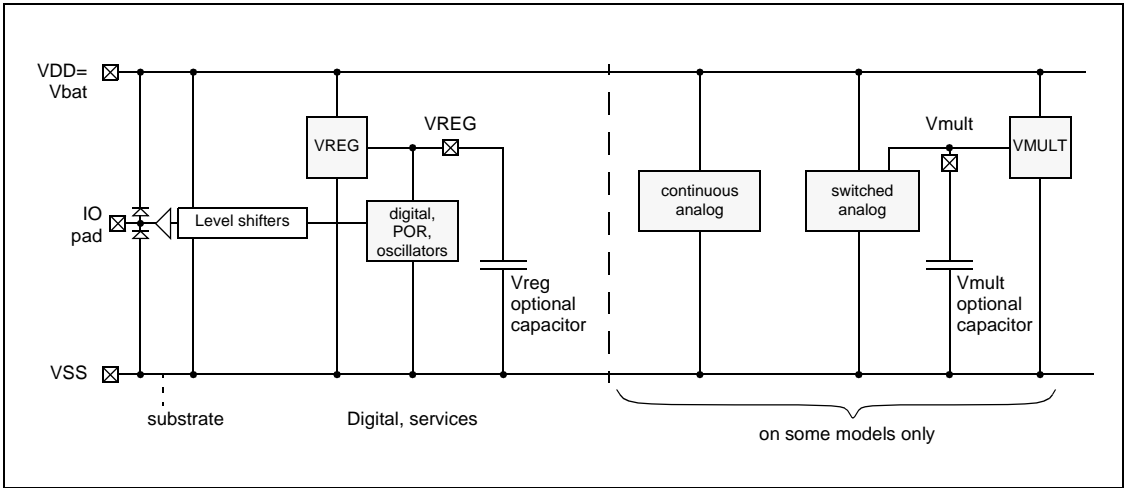 VDD=
Vbat
VREG
VREG
Vmult
VMULT
continuous
analog
switched
analog
IO
pad
Level shifters
digital,
POR,
oscillators
Vreg
optional
capacitor
Vmult
optional
capacitor
VSS
substrate
Digital, services
on some models only